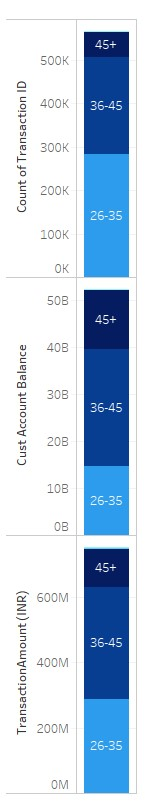 Count of Transaction ID
500K
400K
300K
200K
100K
0K
45+
36-45
26-35
Cust Account Balance
50B
40B
30B
20B
10B
0B
45+
36-45
26-35
TransactionAmount (INR)
600M
400M
200M
0M
45+
36-45
26-35